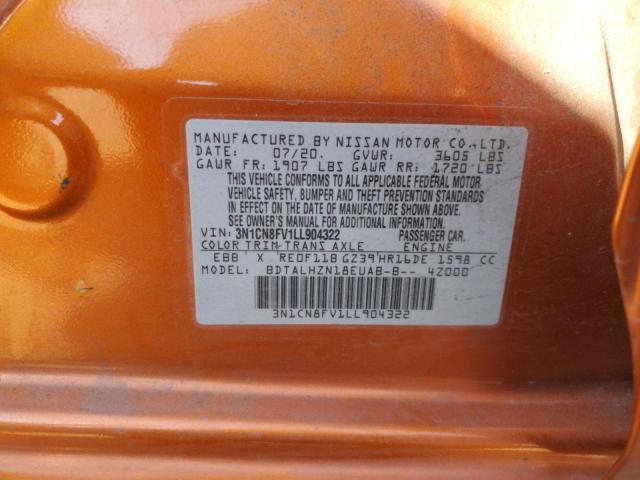 MANUFACTURED BY NISSAN MOTOR CO., LTD.
DATE: 07/20. GVWR: 3605 LBS
GAWR FR: 1907 LBS GAWR RR: 1720 LBS
THIS VEHICLE CONFORMS TO ALL APPLICABLE FEDERAL MOTOR
VEHICLE SAFETY, BUMPER AND THEFT PREVENTION STANDARDS
IN EFFECT ON THE DATE OF MANUFACTURE SHOWN ABOVE.
SEE OWNER'S MANUAL FOR ADDITIONAL INFORMATION
VIN: 3N1CN8FV1LL904322 PASSENGER CAR.
COLOR TRIM TRANS AXLE ENGINE
EBB X RE0F11B GZ39 HR16DE 1598 CC
MODEL: BDTALHZN18EUAB-B-- 4Z000
3N1CN8FV1LL904322